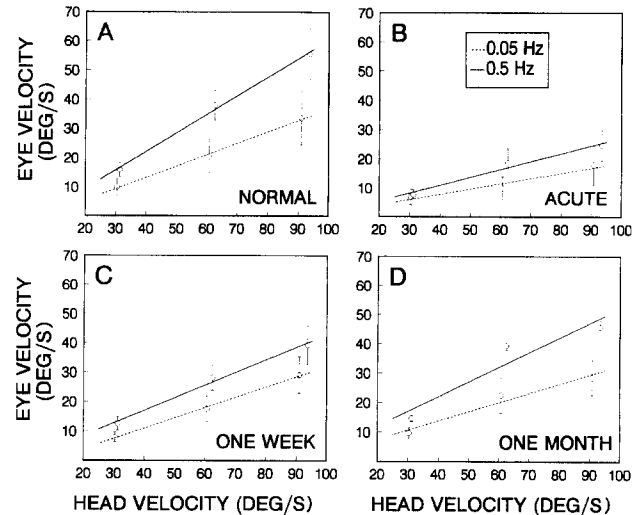 A
70
60
50
40
30
20
10
EYE VELOCITY
(DEG/S)
NORMAL
20 30 40 50 60 70 80 90 100
B
70
60
50
40
30
20
10
0.05 Hz
0.5 Hz
ACUTE
20 30 40 50 60 70 80 90 100
C
70
60
50
40
30
20
10
EYE VELOCITY
(DEG/S)
ONE WEEK
20 30 40 50 60 70 80 90 100
HEAD VELOCITY (DEG/S)
D
70
60
50
40
30
20
10
ONE MONTH
20 30 40 50 60 70 80 90 100
HEAD VELOCITY (DEG/S)